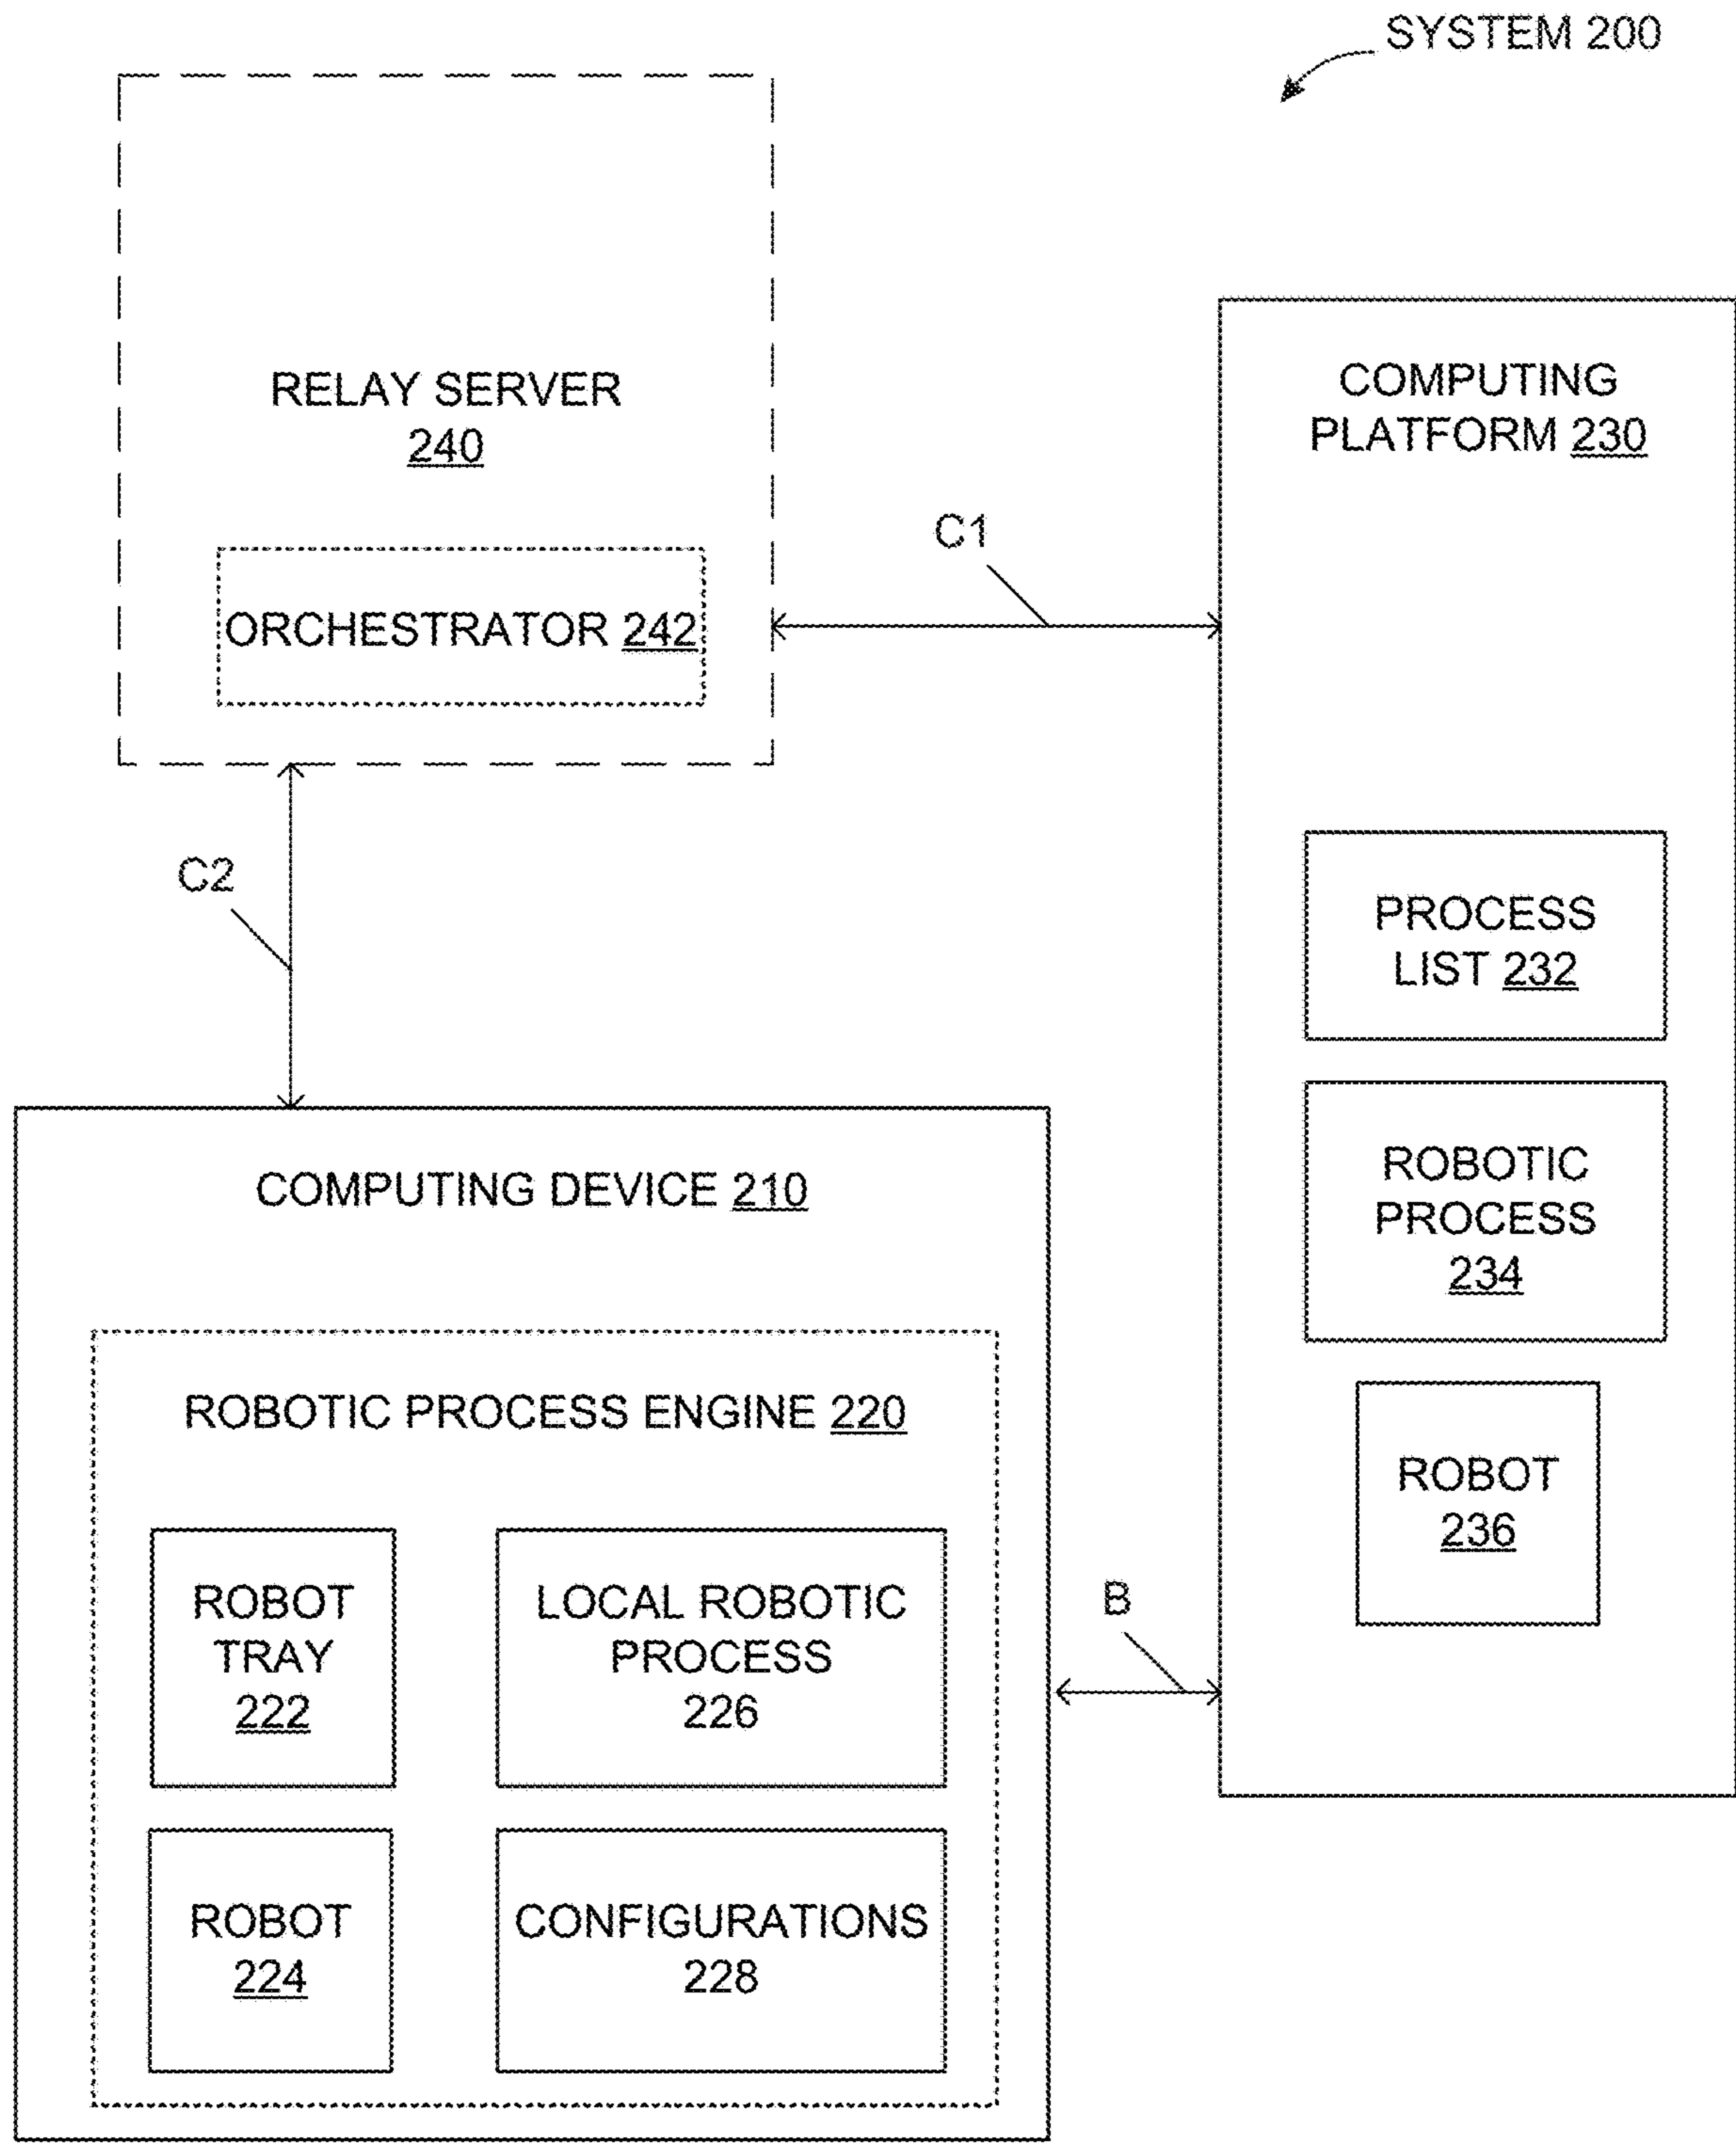 SYSTEM 200
RELAY SERVER
240
ORCHESTRATOR 242
C1
C2
COMPUTING
PLATFORM 230
PROCESS
LIST 232
ROBOTIC
PROCESS
234
ROBOT
236
COMPUTING DEVICE 210
ROBOTIC PROCESS ENGINE 220
ROBOT
TRAY
222
LOCAL ROBOTIC
PROCESS
226
ROBOT
224
CONFIGURATIONS
228
B